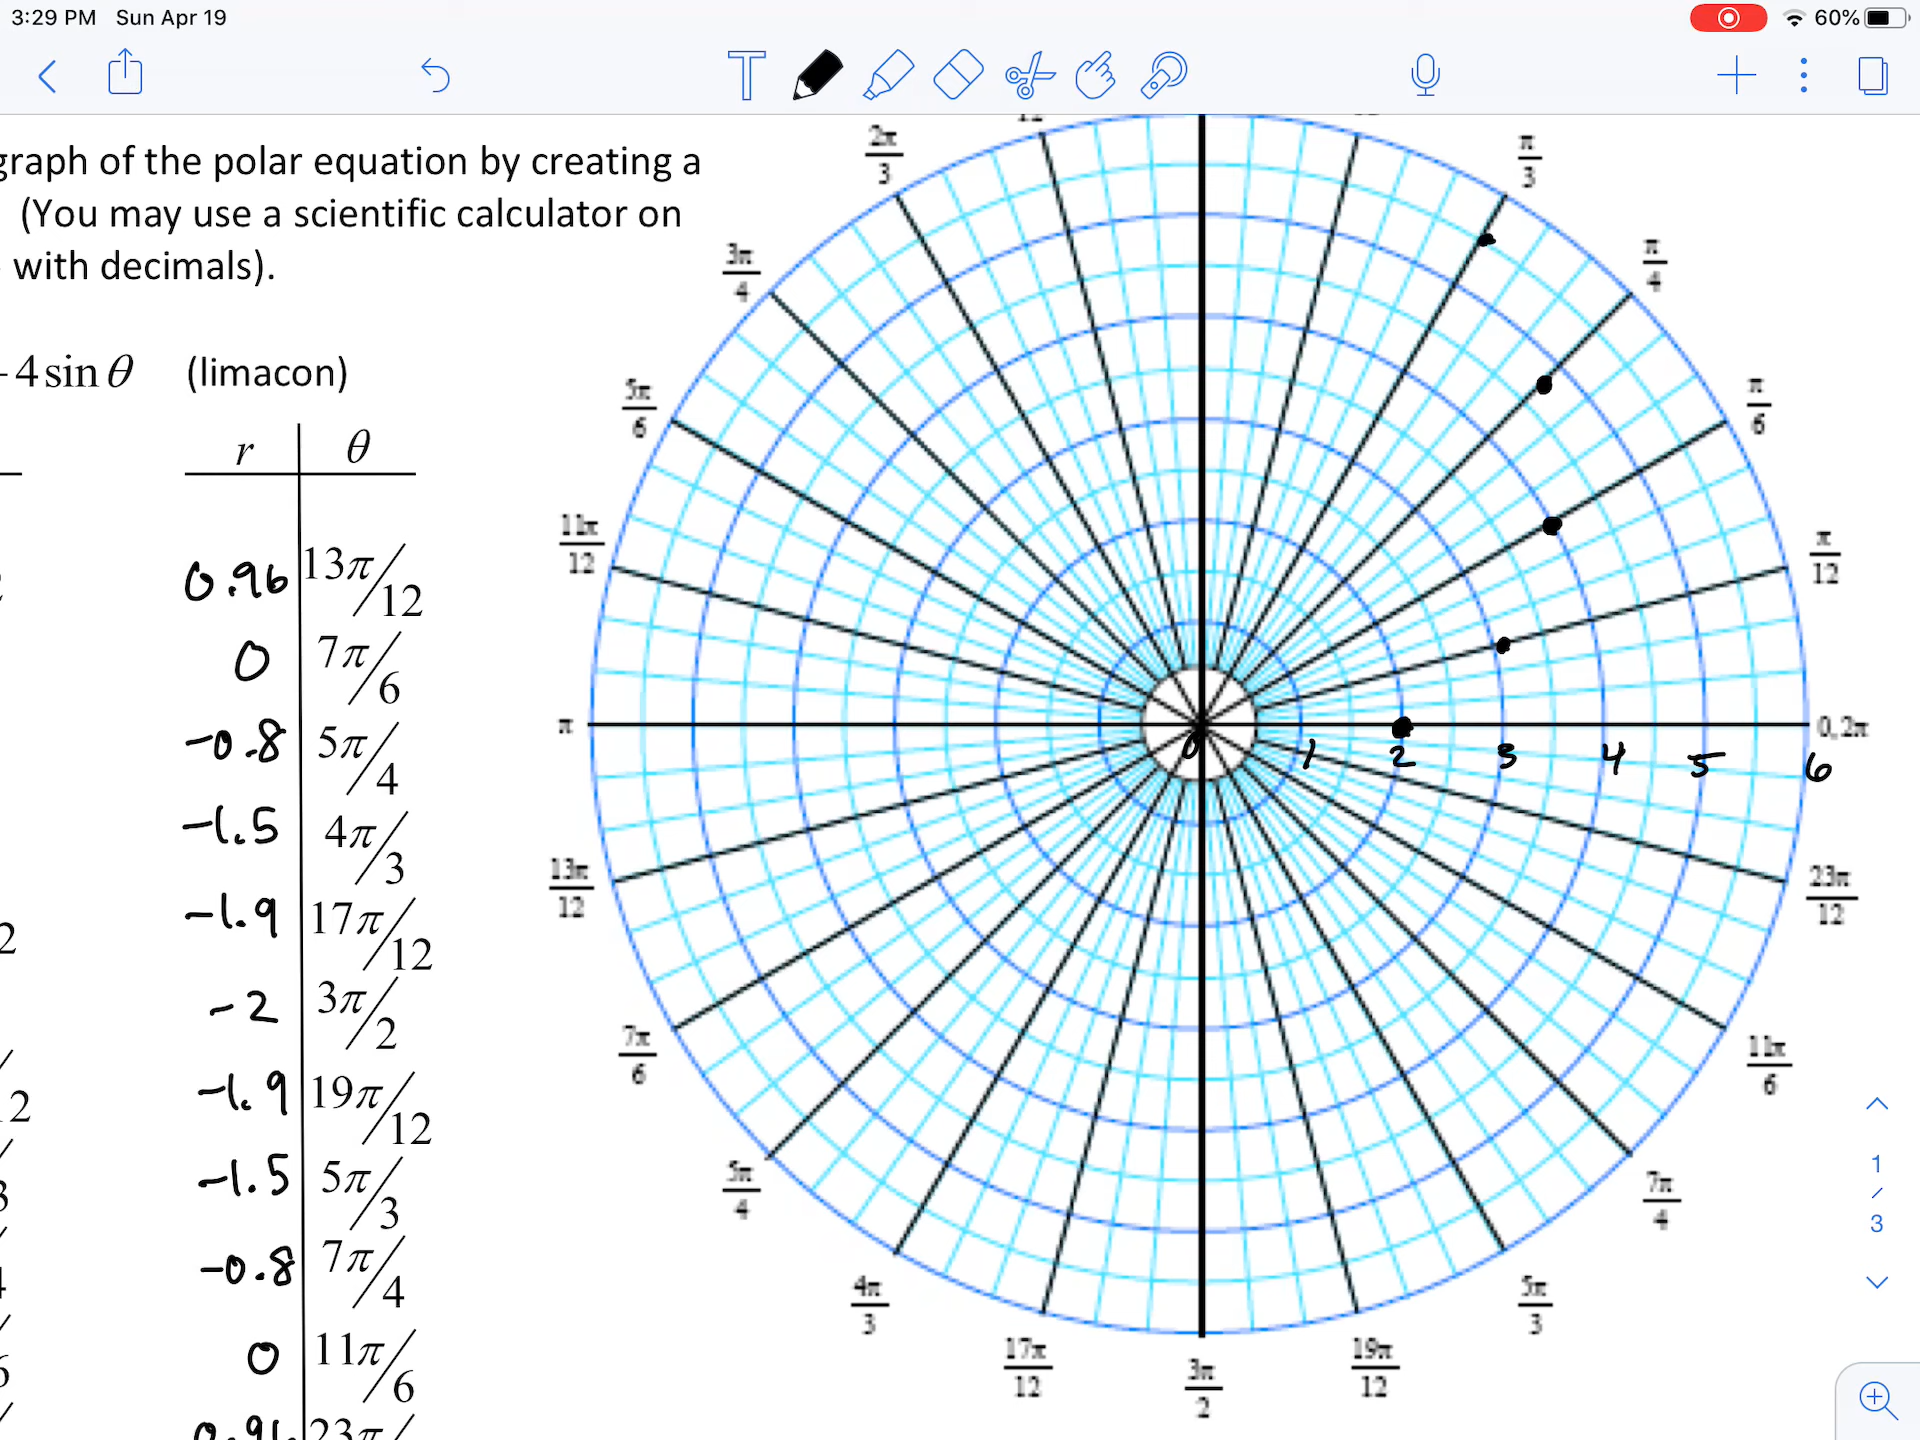 3:29 PM Sun Apr 19
60%
T
graph of the polar equation by creating a
(You may use a scientific calculator on
with decimals).
-4 sin θ (limacon)
r θ
0.96 13π/12
0 7π/6
-0.8 5π/4
-1.5 4π/3
-1.9 17π/12
-2 3π/2
-1.9 19π/12
-1.5 5π/3
-0.8 7π/4
0 11π/6
2
2
2π/3
π/3
3π/4
π/4
5π/6
π/6
11π/12
π/12
π
0, 2π
0 1 2 3 4 5 6
13π/12
23π/12
7π/6
11π/6
5π/4
7π/4
4π/3
5π/3
17π/12
19π/12
3π/2
1/3